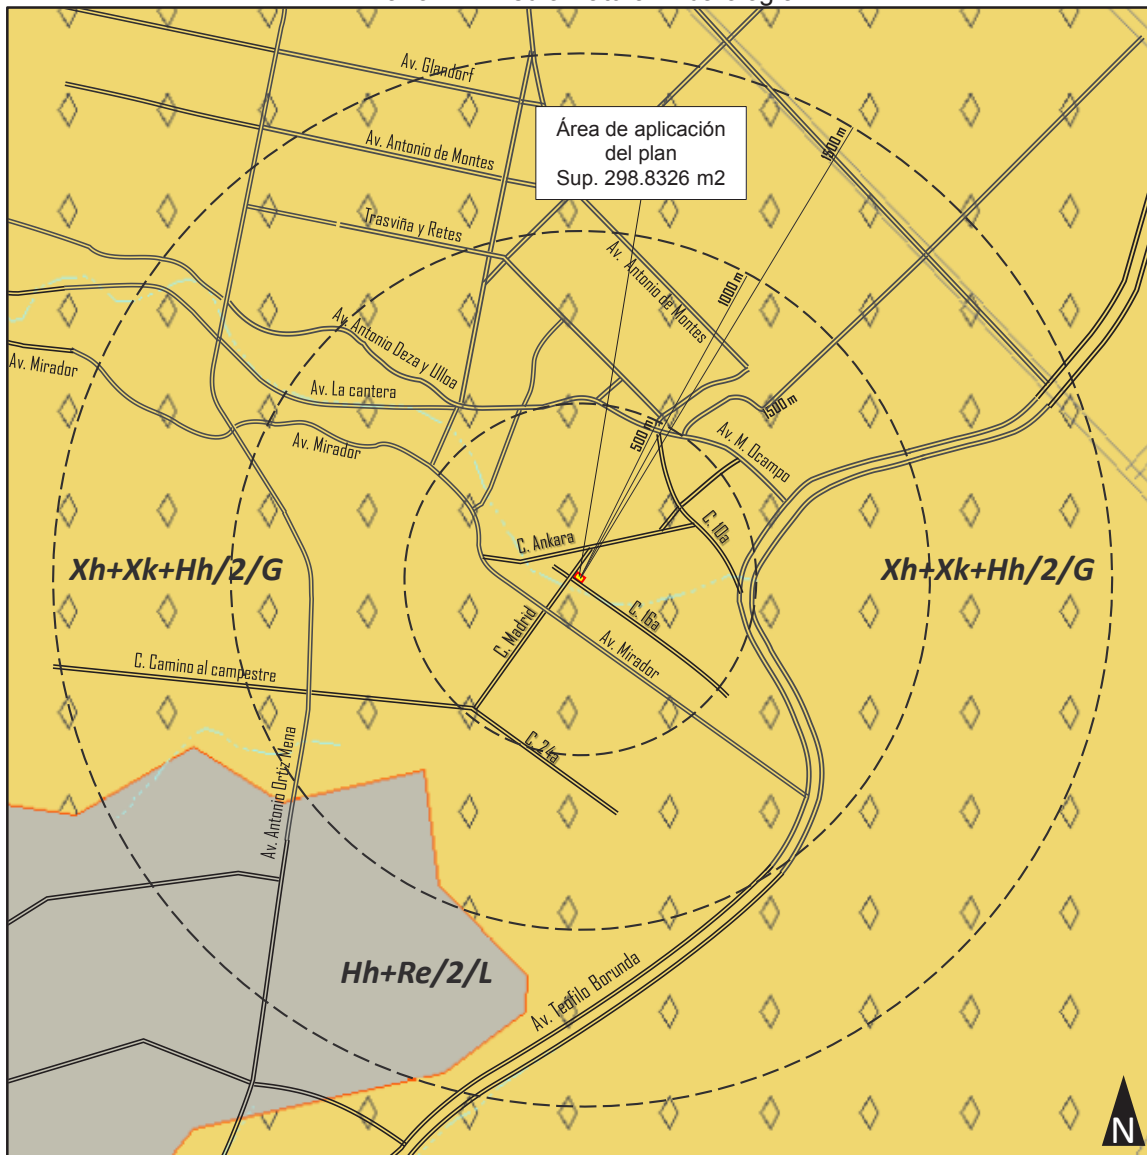 Av. Glandorf
Área de aplicación
del plan
Sup. 298.8326 m2
1500 m
Av. Antonio de Montes
Trasviña y Retes
Av. Antonio de Montes
1000 m
Av. Antonio Deza y Ulloa
Av. Mirador
Av. La cantera
1500 m
500 m
Av. Mirador
Av. M. Ocampo
C. 10a
C. Ankara
Xh+Xk+Hh/2/G
Xh+Xk+Hh/2/G
C. Madrid
C. 16a
Av. Mirador
C. Camino al campestre
C. 24a
Av. Antonio Ortiz Mena
Hh+Re/2/L
Av. Teofilo Borunda
N